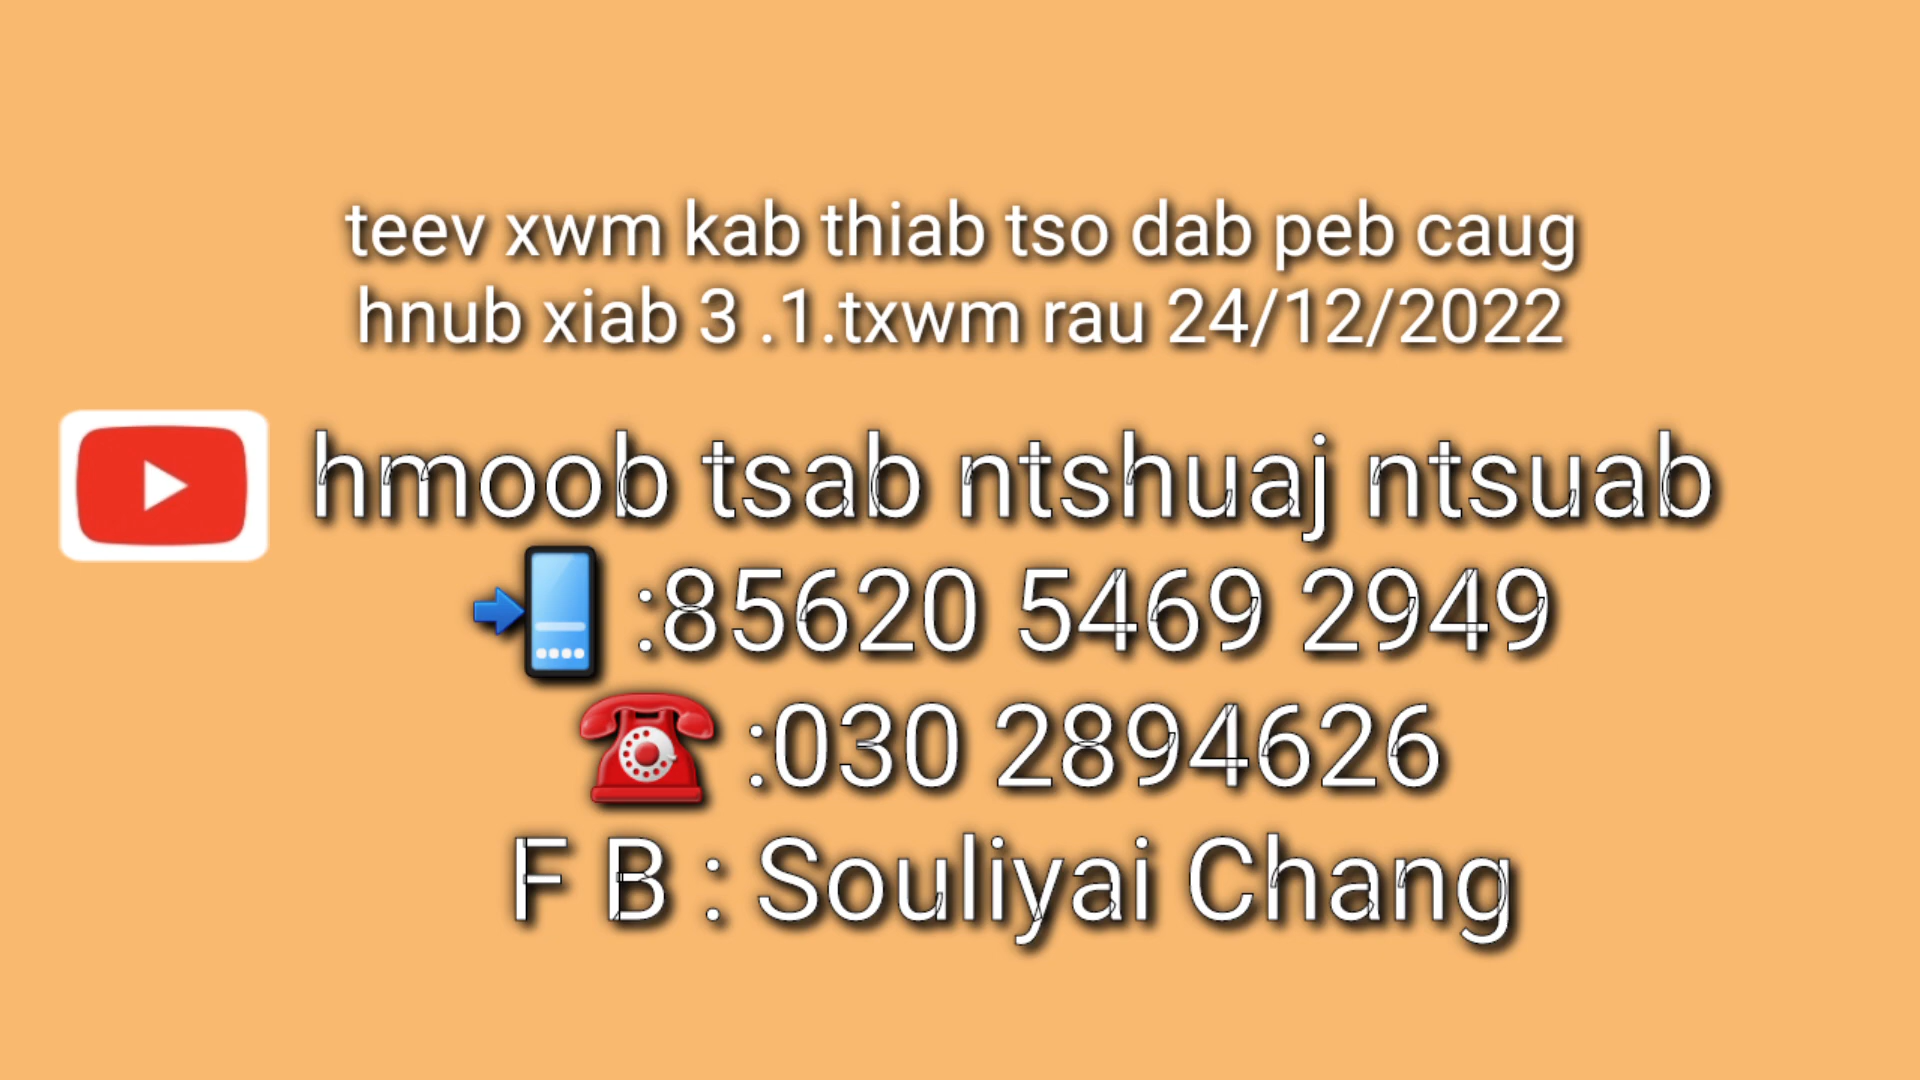 teev xwm kab thiab tso dab peb caug
hnub xiab 3 .1.txwm rau 24/12/2022
hmoob tsab ntshuaj ntsuab
:85620 5469 2949
:030 2894626
F B : Souliyai Chang